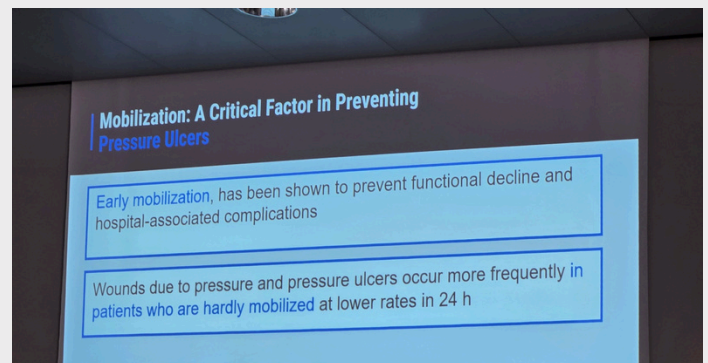 Mobilization: A Critical Factor in Preventing
Pressure Ulcers
Early mobilization, has been shown to prevent functional decline and
hospital-associated complications
Wounds due to pressure and pressure ulcers occur more frequently in
patients who are hardly mobilized at lower rates in 24 h